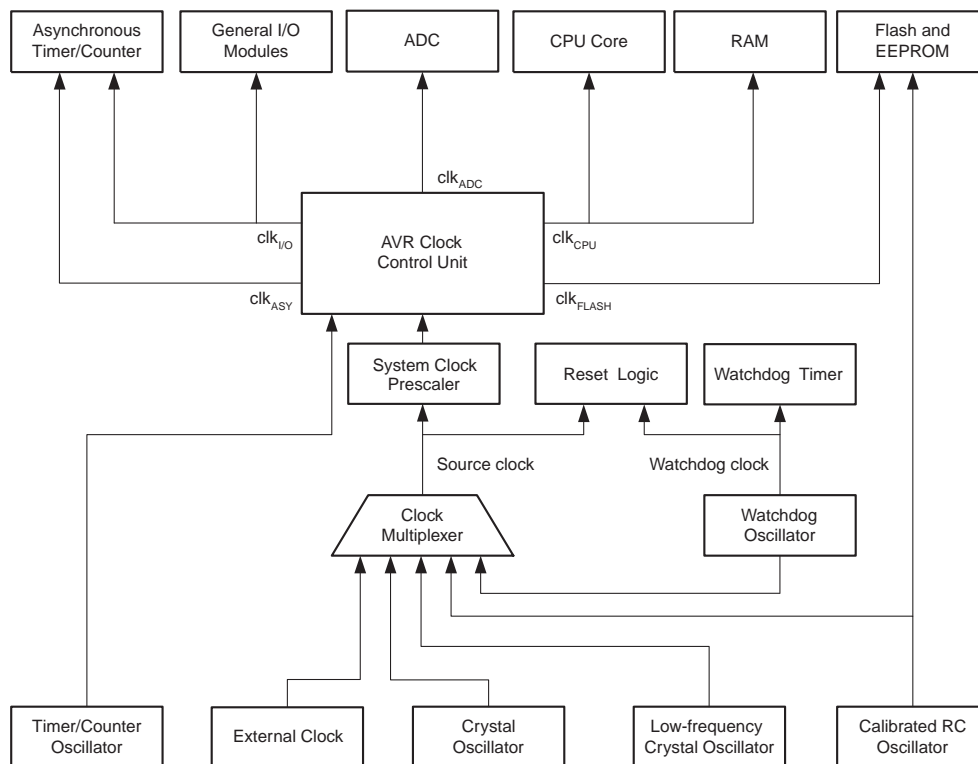 Asynchronous
Timer/Counter
General I/O
Modules
ADC
CPU Core
RAM
Flash and
EEPROM
clkADC
clkI/O
AVR Clock
Control Unit
clkCPU
clkASY
clkFLASH
System Clock
Prescaler
Reset Logic
Watchdog Timer
Source clock
Watchdog clock
Clock
Multiplexer
Watchdog
Oscillator
Timer/Counter
Oscillator
External Clock
Crystal
Oscillator
Low-frequency
Crystal Oscillator
Calibrated RC
Oscillator